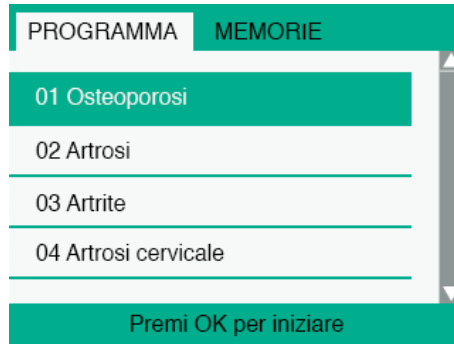 PROGRAMMA MEMORIE
01 Osteoporosi
02 Artrosi
03 Artrite
04 Artrosi cervicale
Premi OK per iniziare